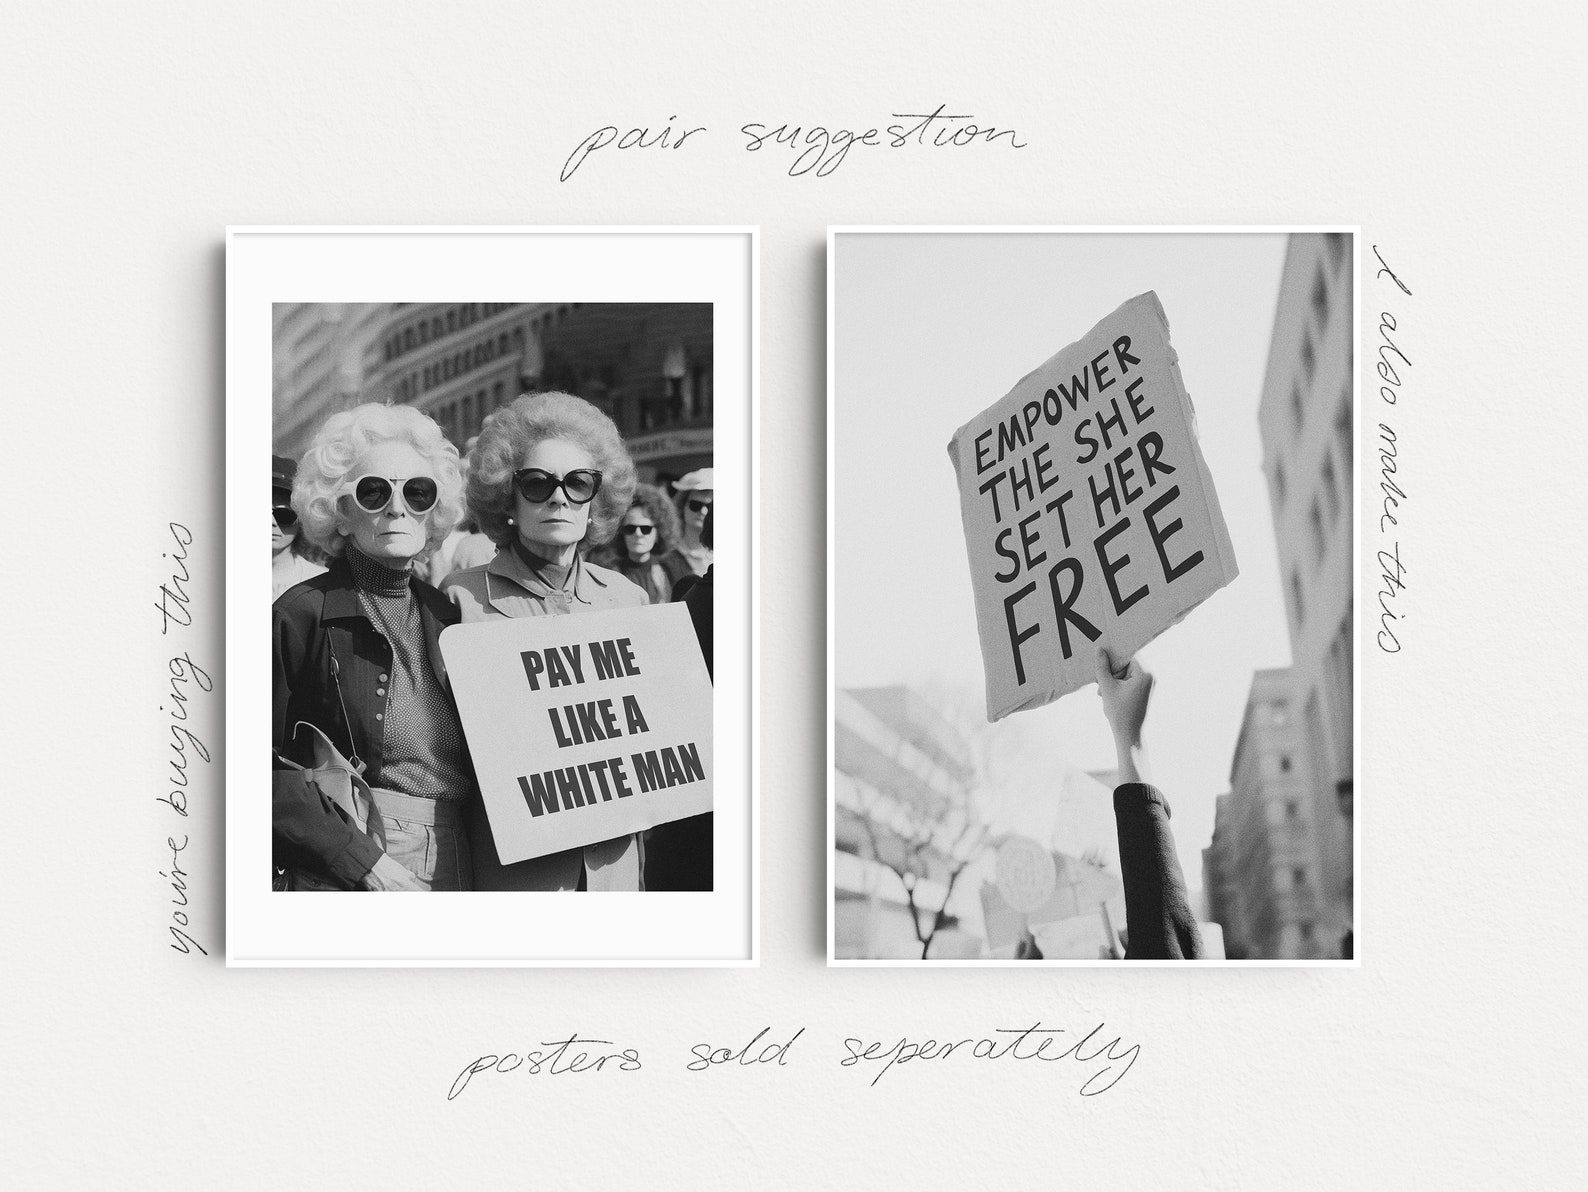 pair suggestion
you're buying this
PAY ME
LIKE A
WHITE MAN
EMPOWER
THE SHE
SET HER
FREE
I also make this
posters sold seperately